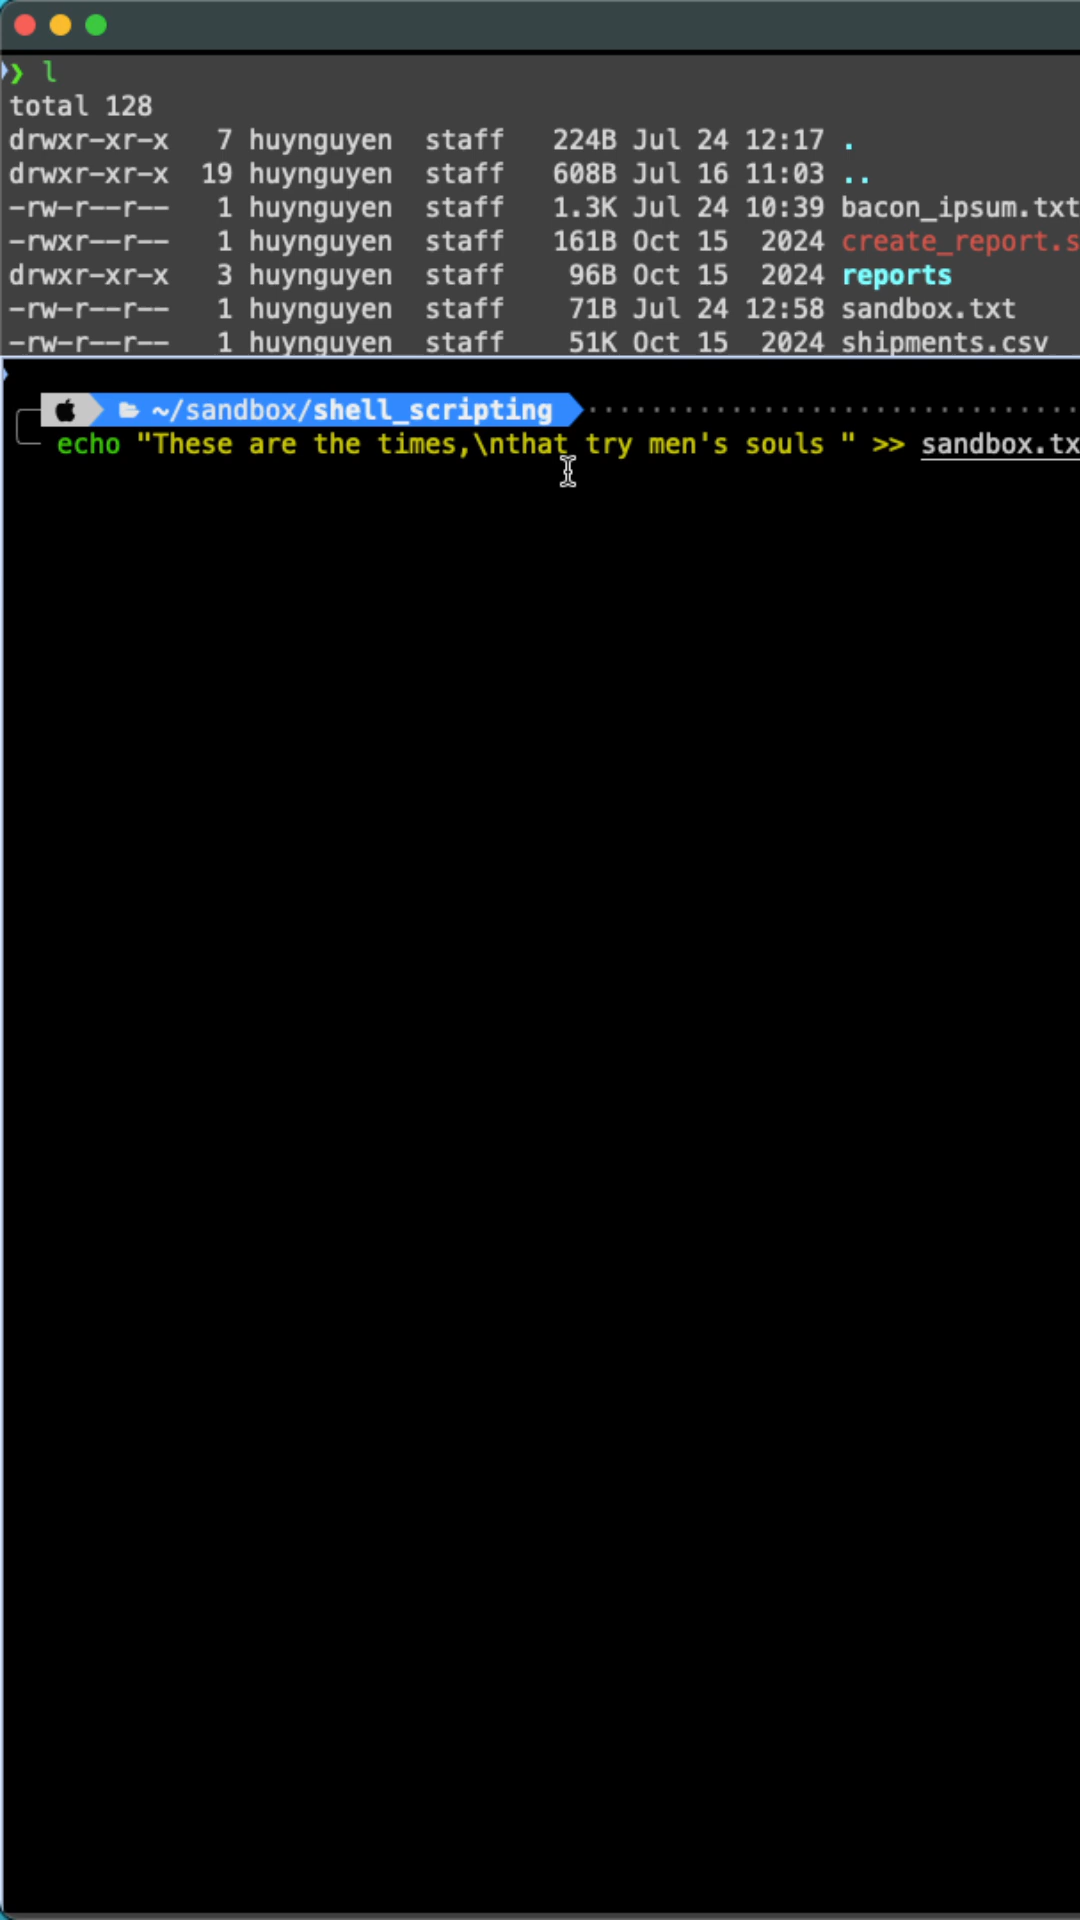 ❯ l
total 128
drwxr-xr-x   7 huynguyen  staff   224B Jul 24 12:17 .
drwxr-xr-x  19 huynguyen  staff   608B Jul 16 11:03 ..
-rw-r--r--   1 huynguyen  staff   1.3K Jul 24 10:39 bacon_ipsum.txt
-rwxr--r--   1 huynguyen  staff   161B Oct 15  2024 create_report.s
drwxr-xr-x   3 huynguyen  staff    96B Oct 15  2024 reports
-rw-r--r--   1 huynguyen  staff    71B Jul 24 12:58 sandbox.txt
-rw-r--r--   1 huynguyen  staff    51K Oct 15  2024 shipments.csv
~/sandbox/shell_scripting
echo "These are the times,\nthat try men's souls " >> sandbox.tx